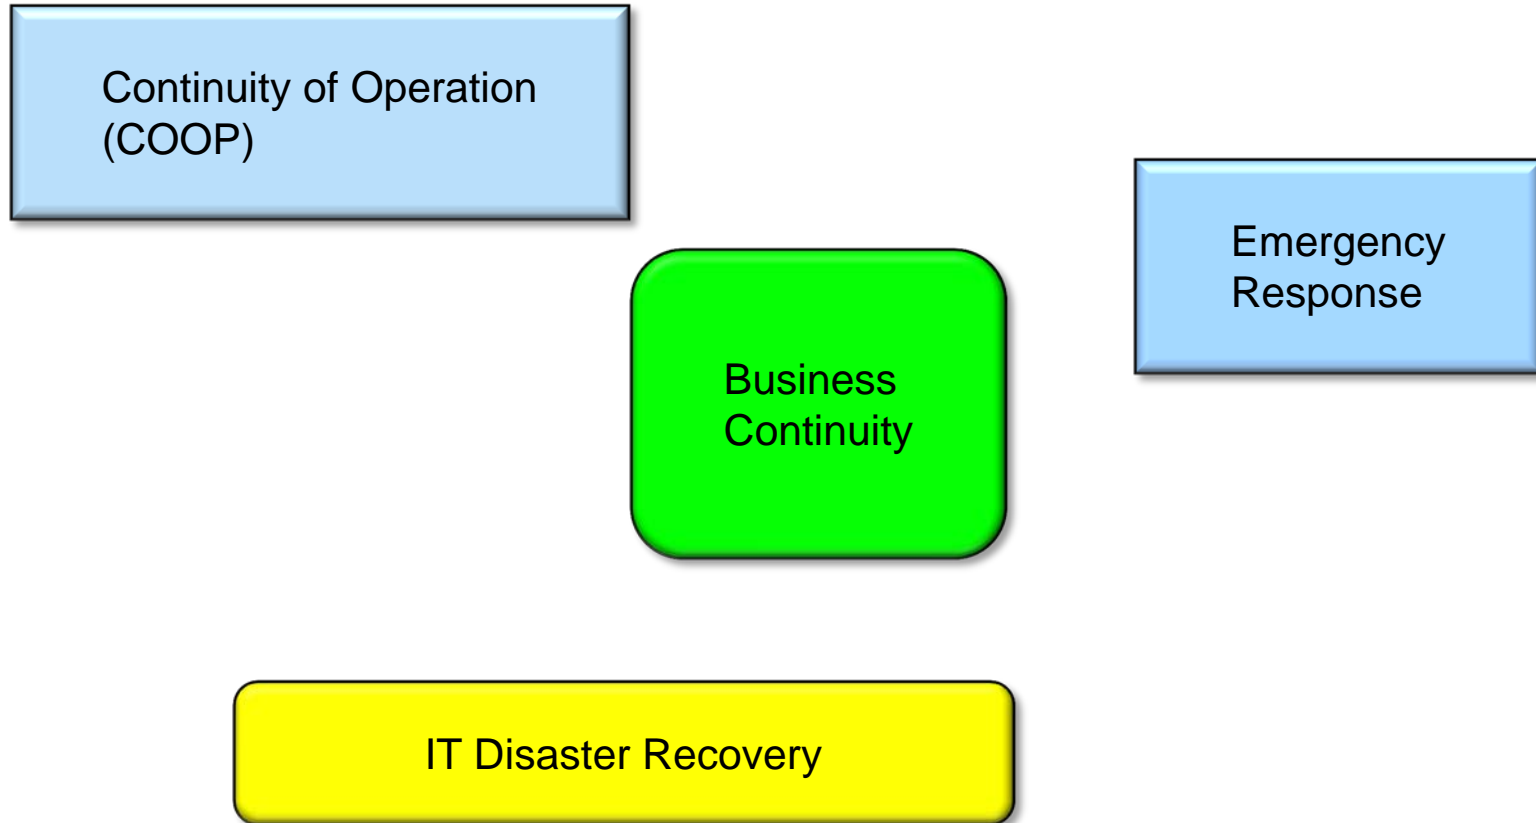 Continuity of Operation
(COOP)
Emergency
Response
Business
Continuity
IT Disaster Recovery